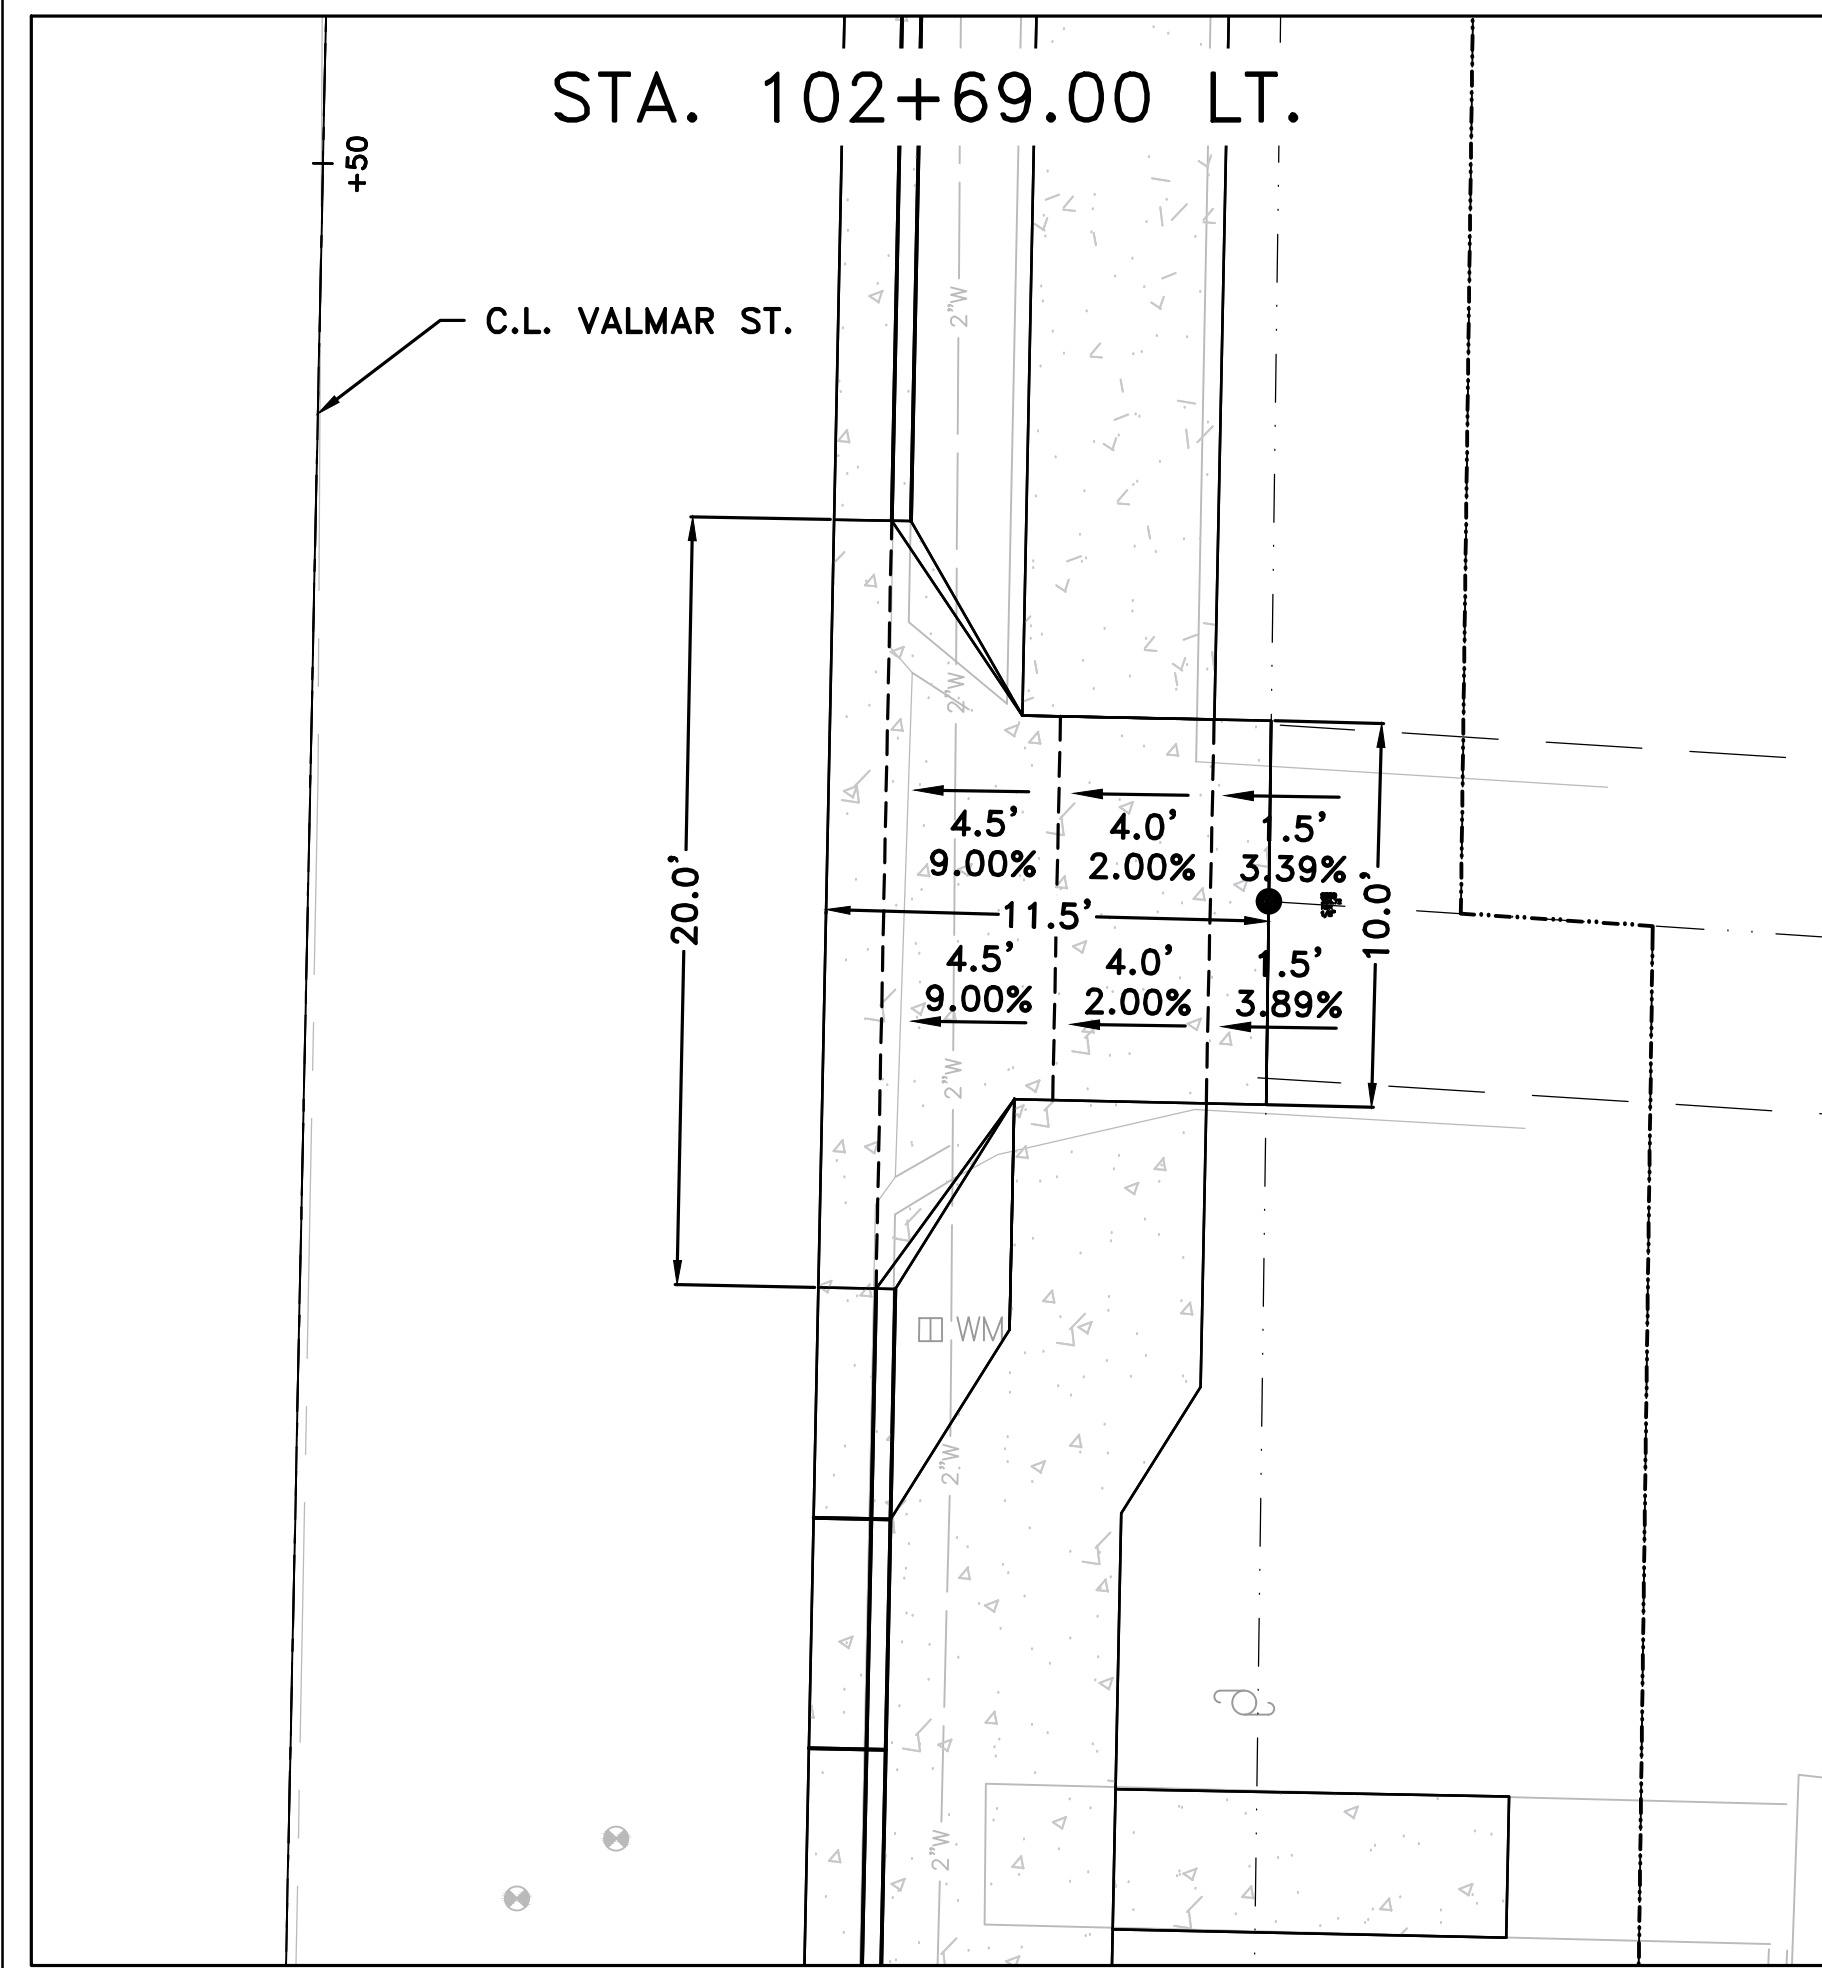 STA. 102+69.00 LT.
+50
C.L. VALMAR ST.
2"W
2"W
4.5'
9.00%
4.0'
2.00%
1.5'
3.39%
20.0'
11.5'
10.0'
4.5'
9.00%
4.0'
2.00%
1.5'
3.89%
2"W
WM
2"W
2"W